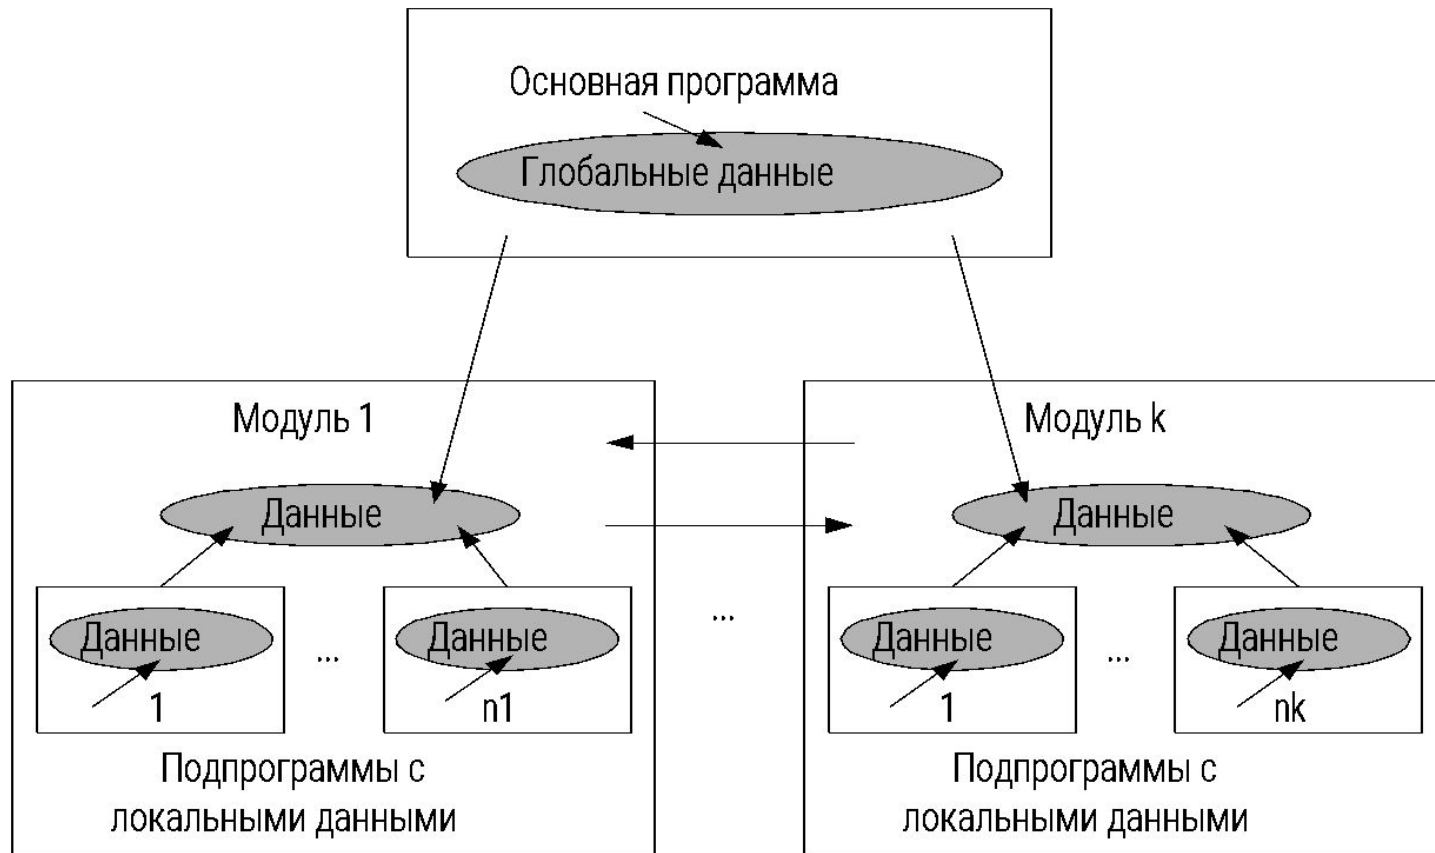 Основная программа
Глобальные данные
Модуль 1
Данные
Данные
1
...
Данные
n1
Подпрограммы с
локальными данными
...
Модуль k
Данные
Данные
1
...
Данные
nk
Подпрограммы с
локальными данными